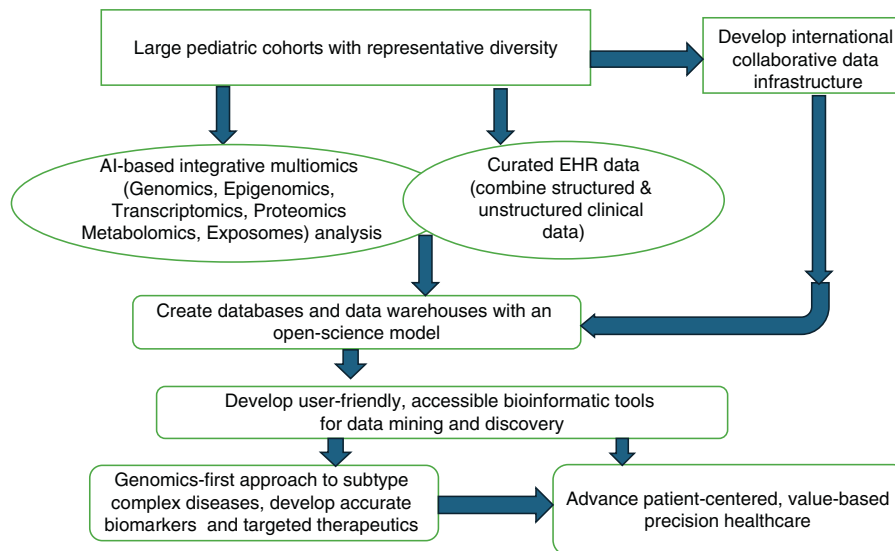 Large pediatric cohorts with representative diversity
Develop international
collaborative data
infrastructure
AI-based integrative multiomics
(Genomics, Epigenomics,
Transcriptomics, Proteomics
Metabolomics, Exposomes) analysis
Curated EHR data
(combine structured &
unstructured clinical
data)
Create databases and data warehouses with an
open-science model
Develop user-friendly, accessible bioinformatic tools
for data mining and discovery
Genomics-first approach to
subtype
complex diseases, develop accurate
biomarkers and targeted therapeutics
Advance patient-centered, value-based
precision healthcare